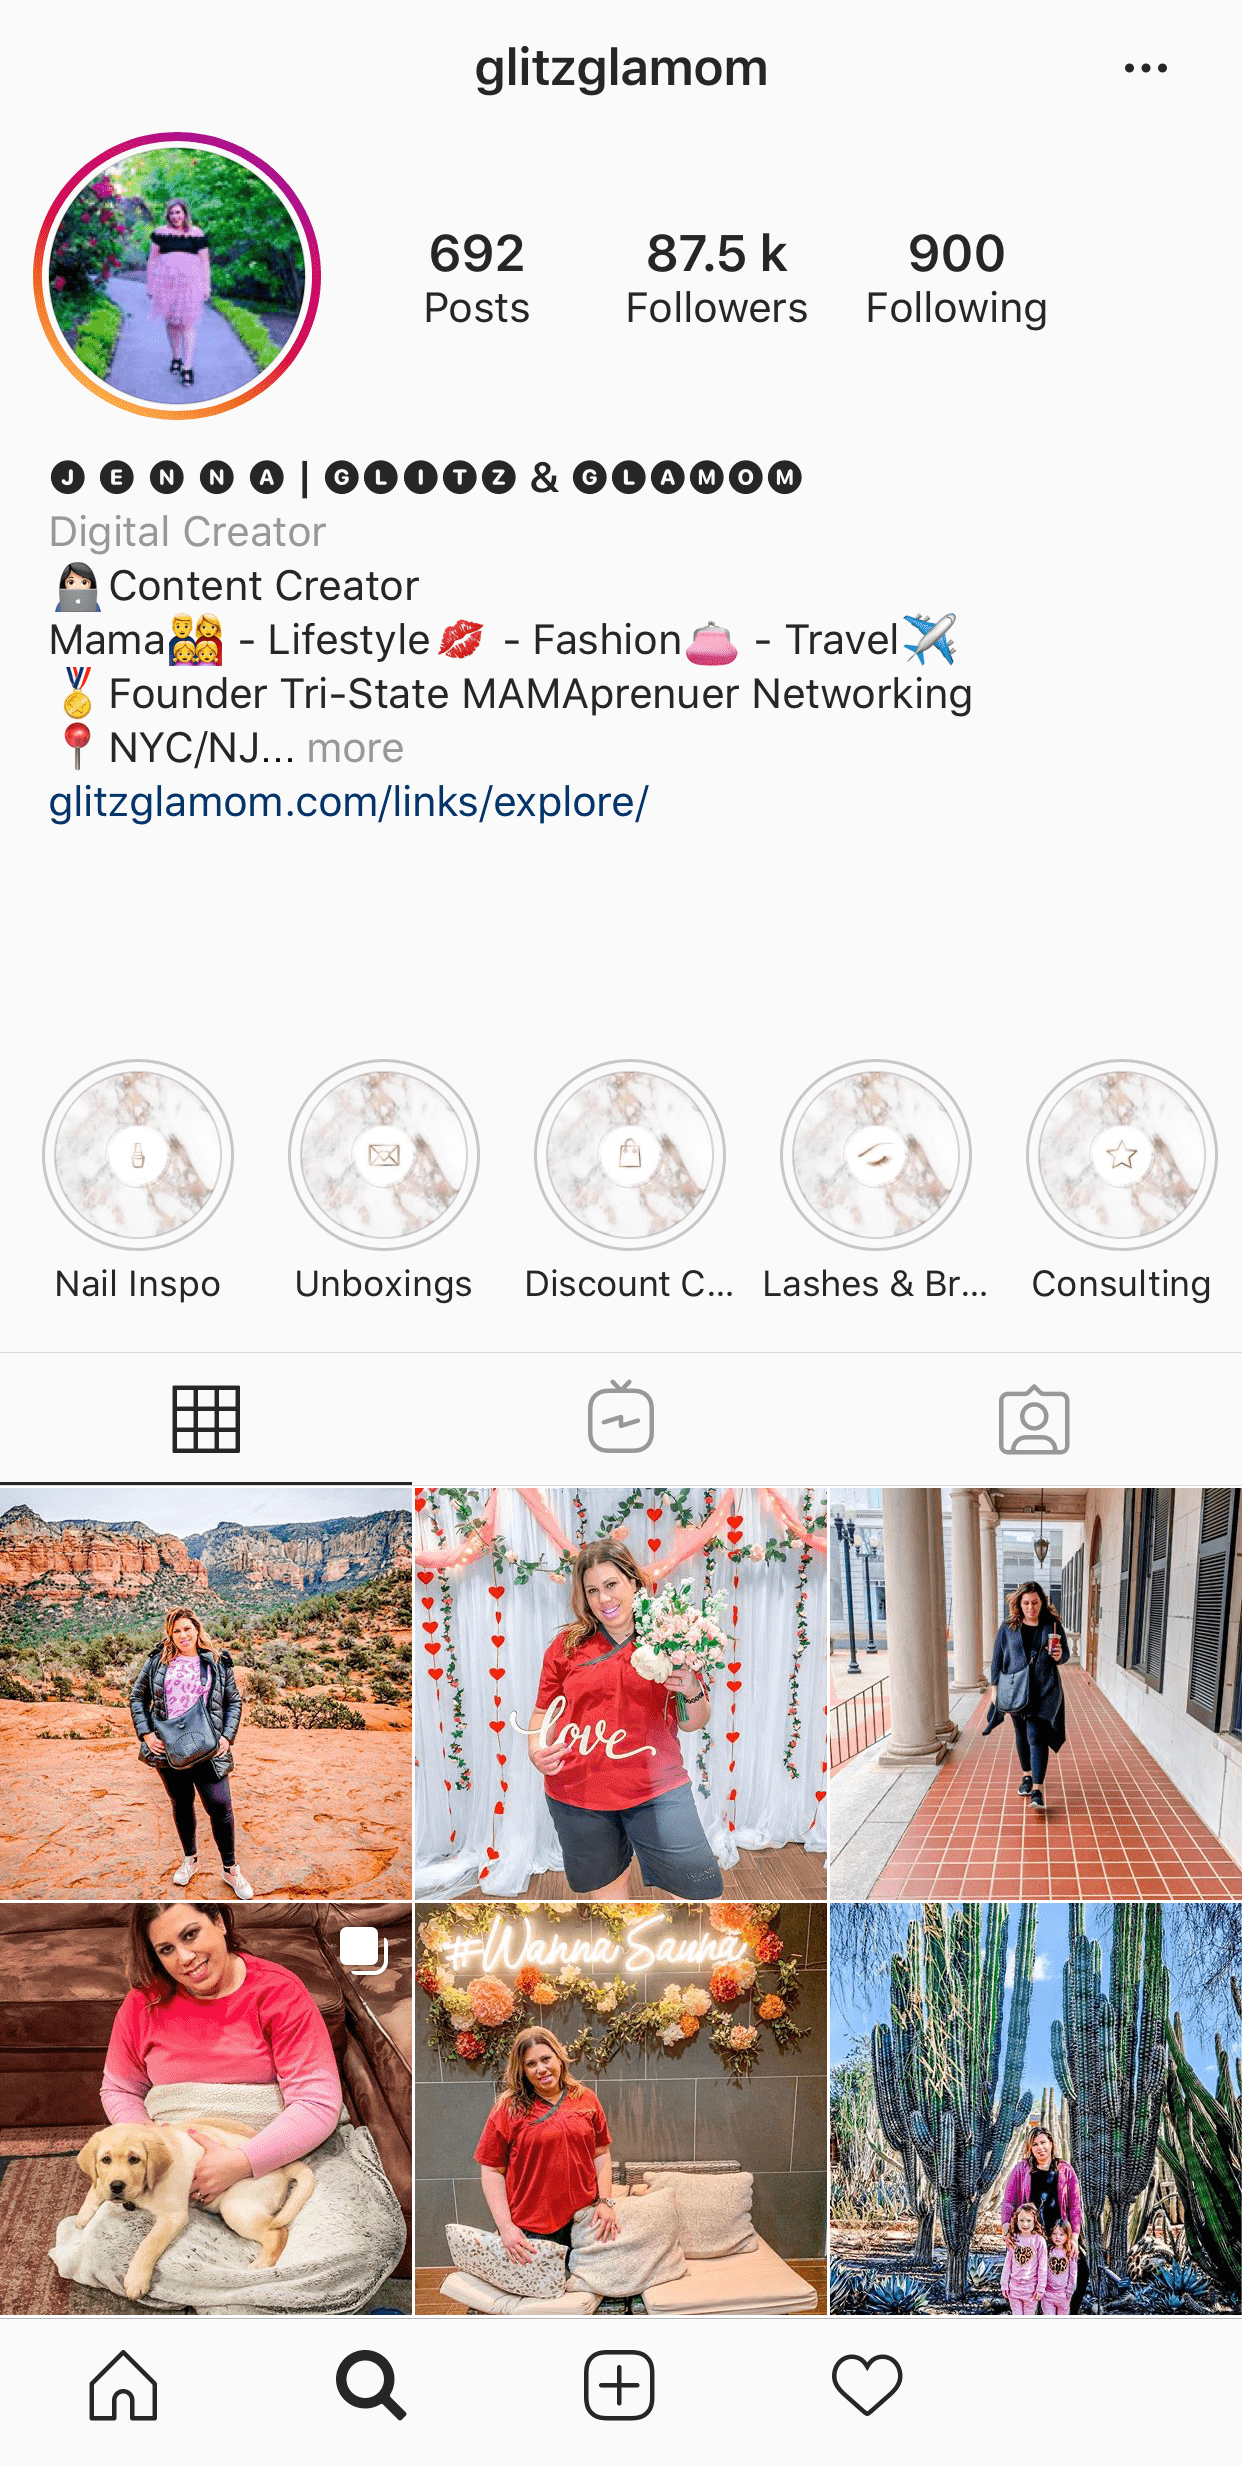 glitzglamom
692 87.5 k 900
Posts Followers Following
🅙 🅔 🅝 🅝 🅐 | 🅖🅛🅘🅣🅩 & 🅖🅛🅐🅜🅞🅜
Digital Creator
👩🏻‍💻Content Creator
Mama👨‍👩‍👧‍👧 - Lifestyle💋 - Fashion👛 - Travel✈️
🏅Founder Tri-State MAMAprenuer Networking
📍NYC/NJ... more
glitzglamom.com/links/explore/
Nail Inspo Unboxings Discount C... Lashes & Br... Consulting
love
#WannaSauna